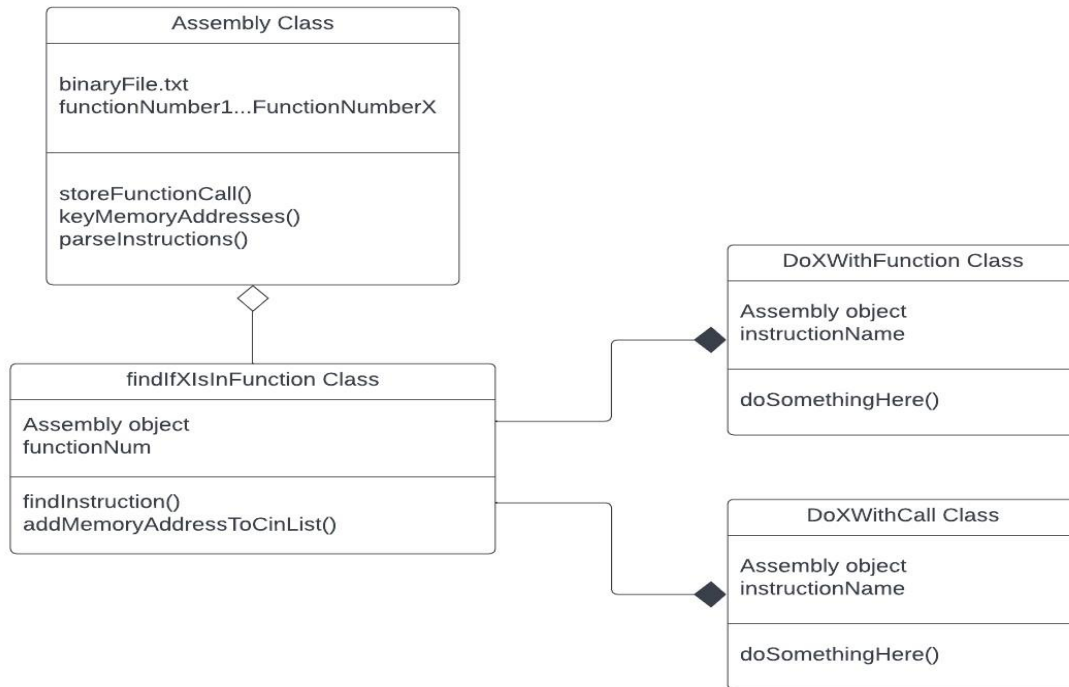 Assembly Class
binaryFile.txt
functionNumber1...FunctionNumberX
storeFunctionCall()
keyMemoryAddresses()
parseInstructions()
findIfXIsInFunction Class
Assembly object
functionNum
findInstruction()
addMemoryAddressToCinList()
DoXWithFunction Class
Assembly object
instructionName
doSomethingHere()
DoXWithCall Class
Assembly object
instructionName
doSomethingHere()